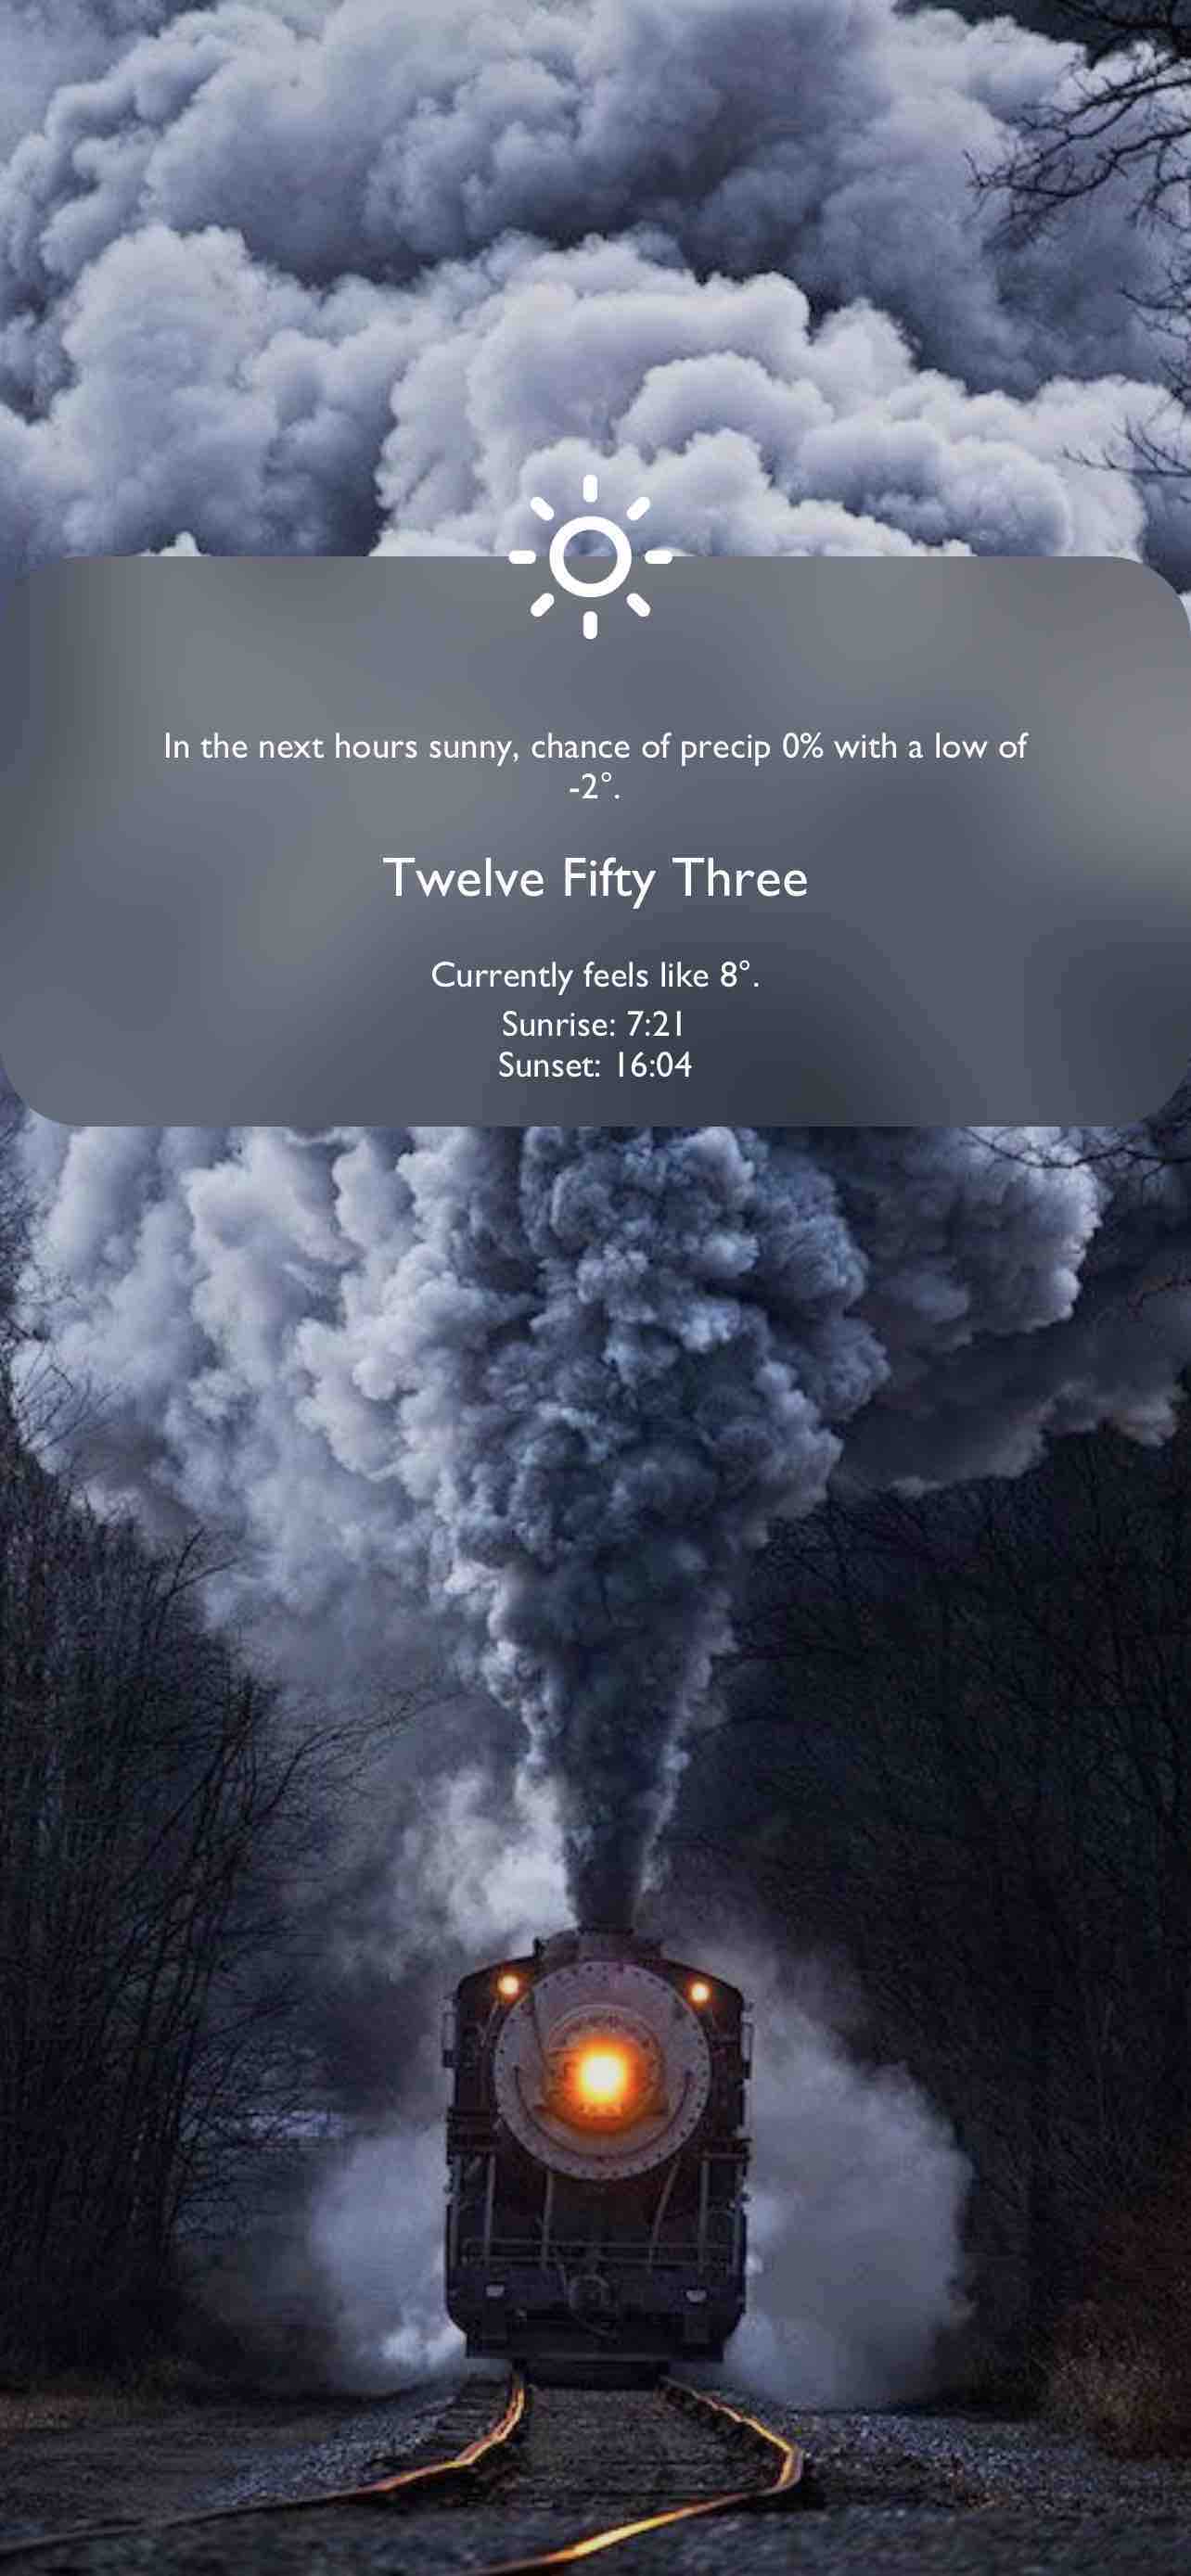 In the next hours sunny, chance of precip 0% with a low of
-2°.
Twelve Fifty Three
Currently feels like 8°.
Sunrise: 7:21
Sunset: 16:04